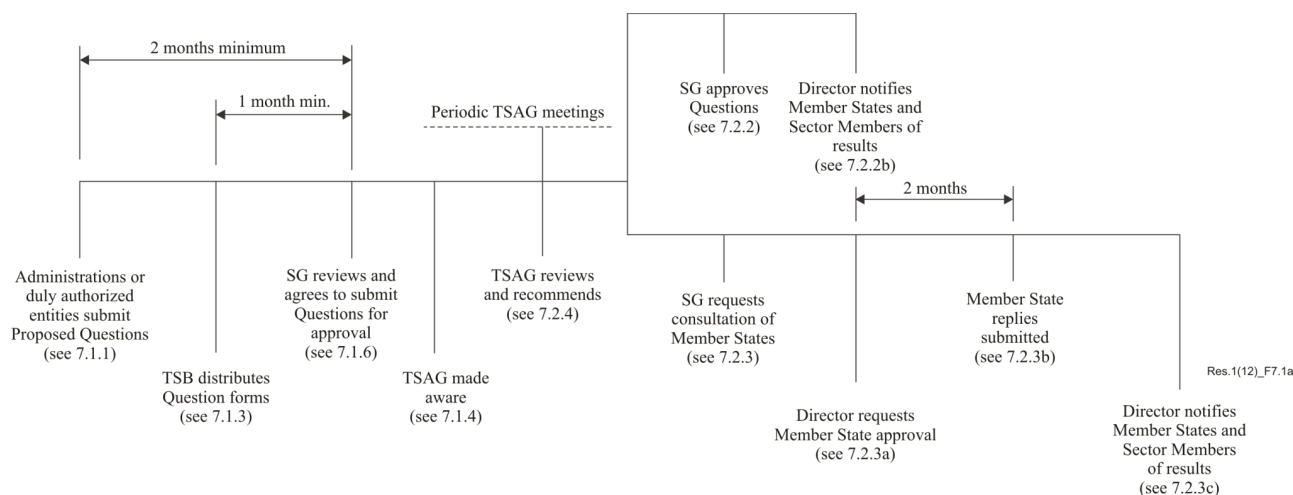 2 months minimum
1 month min.
Periodic TSAG meetings
SG approves
Questions
(see 7.2.2)
Director notifies
Member States and
Sector Members of
results
(see 7.2.2b)
2 months
Administrations or
duly authorized
entities submit
Proposed Questions
(see 7.1.1)
TSB distributes
Question forms
(see 7.1.3)
SG reviews and
agrees to submit
Questions for
approval
(see 7.1.6)
TSAG made
aware
(see 7.1.4)
TSAG reviews
and recommends
(see 7.2.4)
SG requests
consultation of
Member States
(see 7.2.3)
Director requests
Member State approval
(see 7.2.3a)
Member State
replies
submitted
(see 7.2.3b)
Director notifies
Member States and
Sector Members
of results
(see 7.2.3c)
Res.1(12)_F7.1a